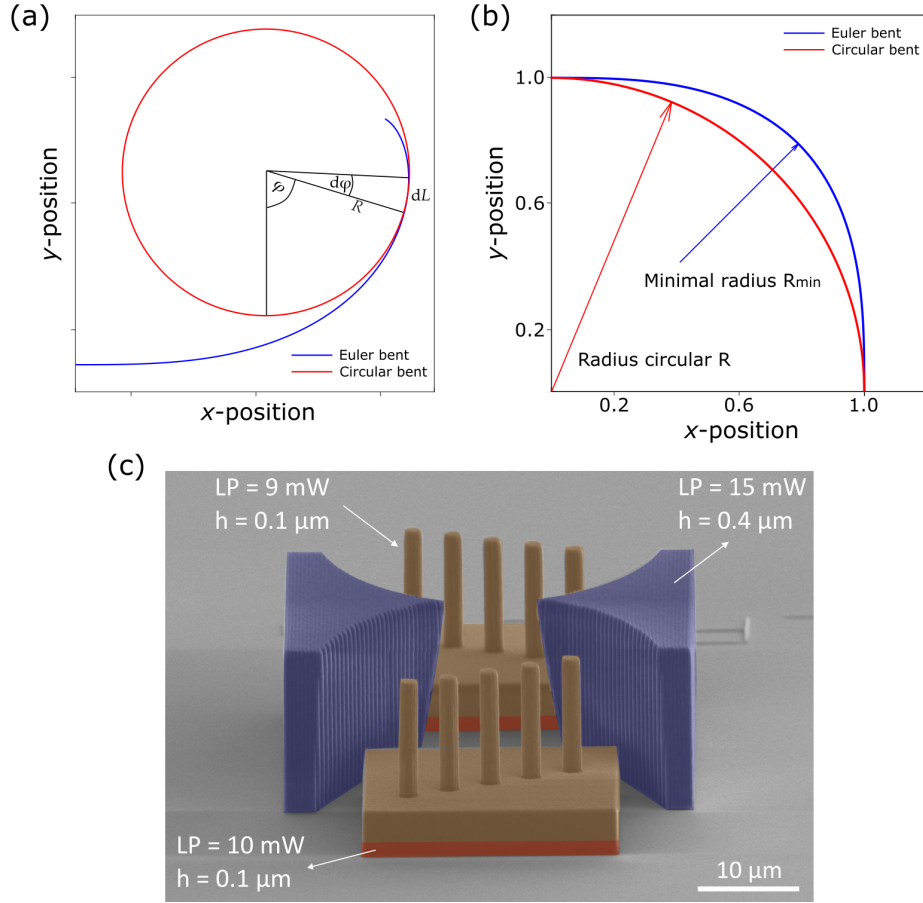 (a)
y-position
φ
dφ
R
dL
Euler bent
Circular bent
x-position
(b)
Euler bent
Circular bent
1.0
0.6
0.2
y-position
Minimal radius Rmin
Radius circular R
0.2
0.6
1.0
x-position
(c)
LP = 9 mW
h = 0.1 µm
LP = 15 mW
h = 0.4 µm
LP = 10 mW
h = 0.1 µm
10 µm